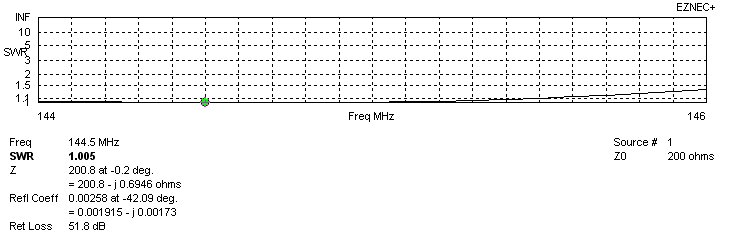 EZNEC+
INF
10
5
SWR
3
2
1.5
1.1
144 Freq MHz 146
Freq 144.5 MHz Source # 1
SWR 1.005 Z0 200 ohms
Z 200.8 at -0.2 deg.
= 200.8 - j 0.6946 ohms
Refl Coeff 0.00258 at -42.09 deg.
= 0.001915 - j 0.00173
Ret Loss 51.8 dB